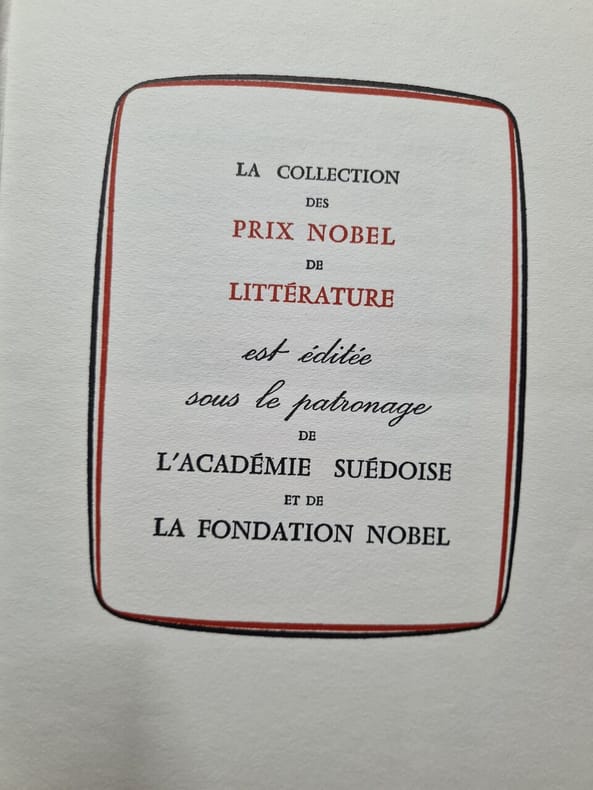 LA COLLECTION
DES
PRIX NOBEL
DE
LITTÉRATURE
est éditée
sous le patronage
DE
L'ACADÉMIE SUÉDOISE
ET DE
LA FONDATION NOBEL